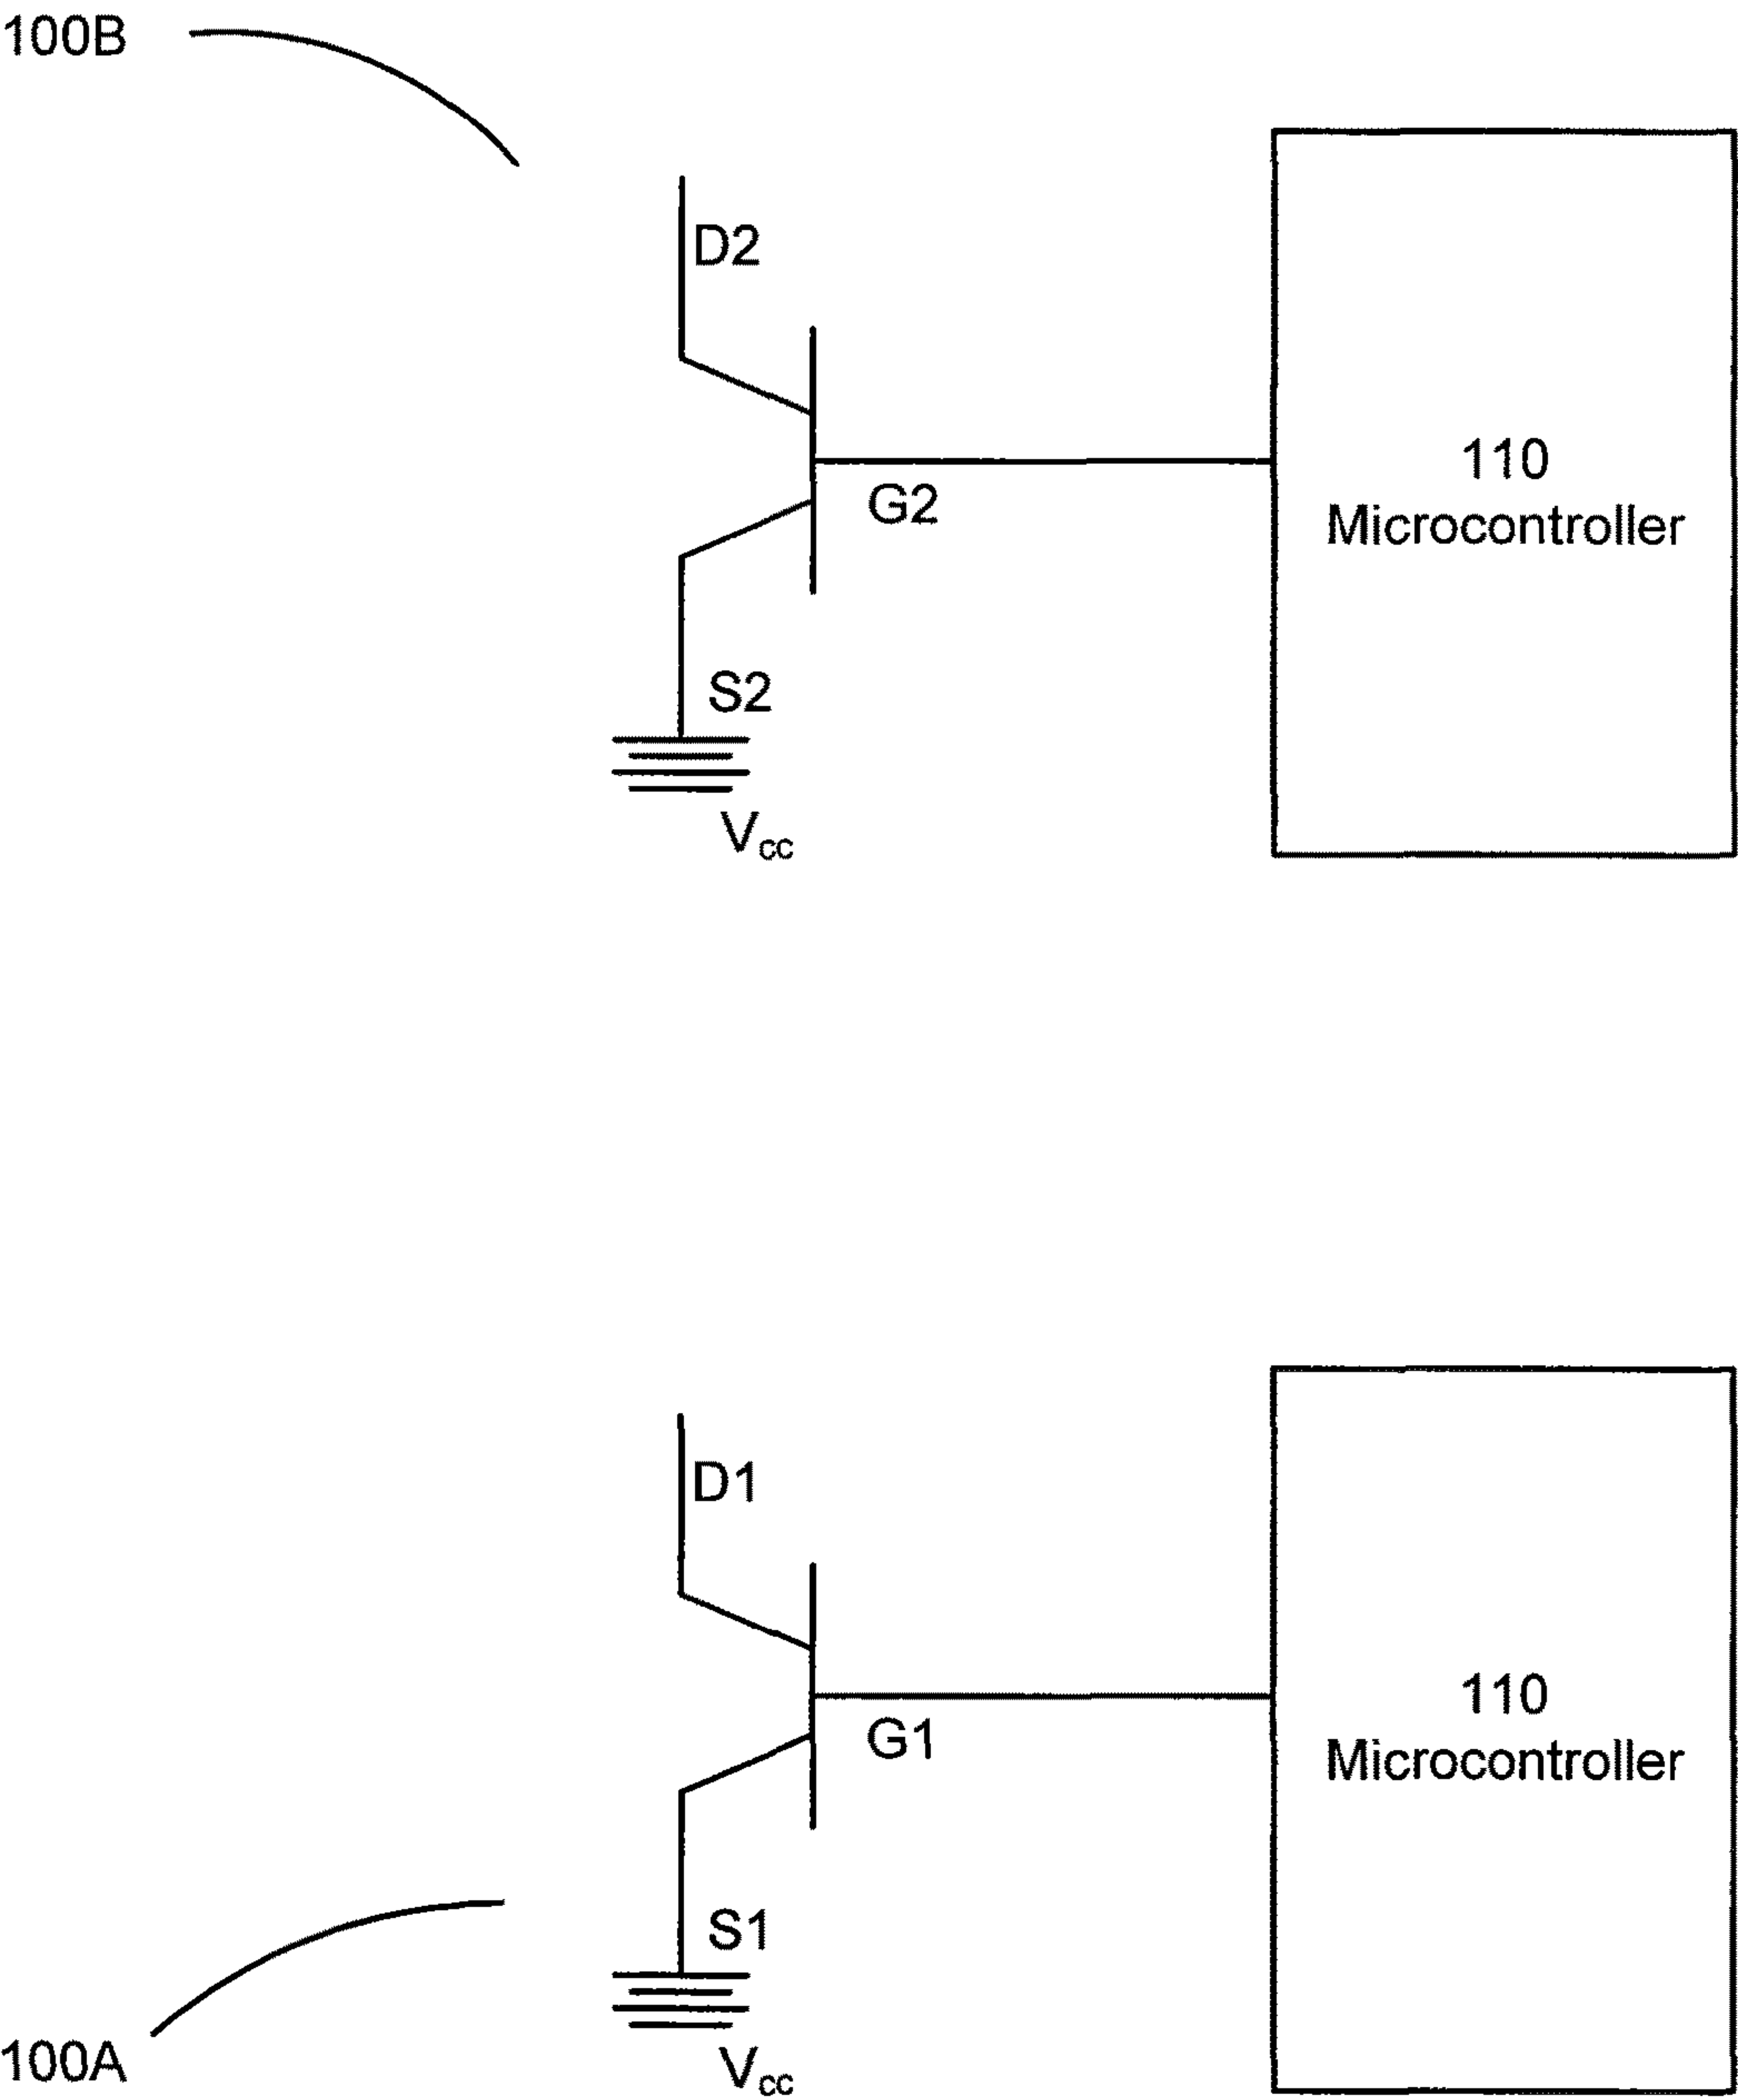 100B
D2
110
Microcontroller
G2
S2
Vcc
D1
110
Microcontroller
G1
S1
100A
Vcc